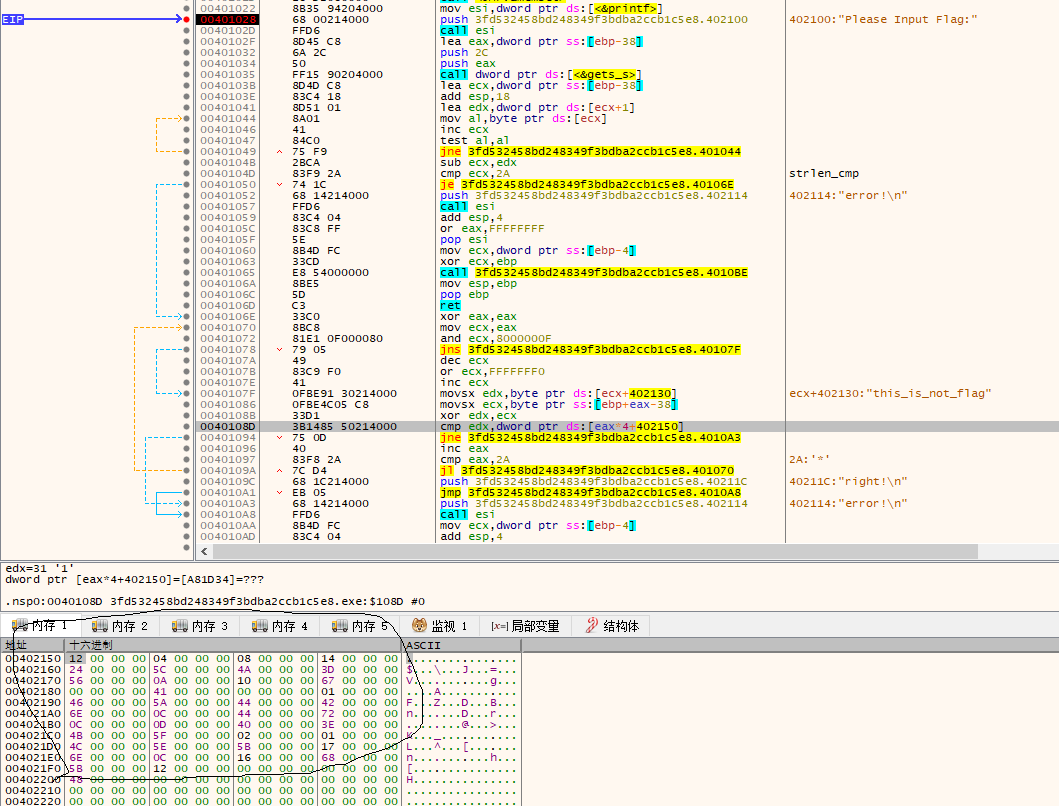 00401022 8B35 94204000 mov esi,dword ptr ds:[<&printf>]
EIP 00401028 68 00214000 push 3fd532458bd248349f3bdba2ccb1c5e8.402100 402100:"Please Input Flag:"
0040102D FFD6 call esi
0040102F 8D45 C8 lea eax,dword ptr ss:[ebp-38]
00401032 6A 2C push 2C
00401034 50 push eax
00401035 FF15 90204000 call dword ptr ds:[<&gets_s>]
0040103B 8D4D C8 lea ecx,dword ptr ss:[ebp-38]
0040103E 83C4 18 add esp,18
00401041 8D51 01 lea edx,dword ptr ds:[ecx+1]
00401044 8A01 mov al,byte ptr ds:[ecx]
00401046 41 inc ecx
00401047 84C0 test al,al
00401049 75 F9 jne 3fd532458bd248349f3bdba2ccb1c5e8.401044
0040104B 2BCA sub ecx,edx
0040104D 83F9 2A cmp ecx,2A strlen_cmp
00401050 74 1C je 3fd532458bd248349f3bdba2ccb1c5e8.40106E
00401052 68 14214000 push 3fd532458bd248349f3bdba2ccb1c5e8.402114 402114:"error!\n"
00401057 FFD6 call esi
00401059 83C4 04 add esp,4
0040105C 83C8 FF or eax,FFFFFFFF
0040105F 5E pop esi
00401060 8B4D FC mov ecx,dword ptr ss:[ebp-4]
00401063 33CD xor ecx,ebp
00401065 E8 54000000 call 3fd532458bd248349f3bdba2ccb1c5e8.4010BE
0040106A 8BE5 mov esp,ebp
0040106C 5D pop ebp
0040106D C3 ret
0040106E 33C0 xor eax,eax
00401070 8BC8 mov ecx,eax
00401072 81E1 0F000080 and ecx,8000000F
00401078 79 05 jns 3fd532458bd248349f3bdba2ccb1c5e8.40107F
0040107A 49 dec ecx
0040107B 83C9 F0 or ecx,FFFFFFF0
0040107E 41 inc ecx
0040107F 0FBE91 30214000 movsx edx,byte ptr ds:[ecx+402130] ecx+402130:"this_is_not_flag"
00401086 0FBE4C05 C8 movsx ecx,byte ptr ss:[ebp+eax-38]
0040108B 33D1 xor edx,ecx
0040108D 3B1485 50214000 cmp edx,dword ptr ds:[eax*4+402150]
00401094 75 0D jne 3fd532458bd248349f3bdba2ccb1c5e8.4010A3
00401096 40 inc eax
00401097 83F8 2A cmp eax,2A 2A:'*'
0040109A 7C D4 jl 3fd532458bd248349f3bdba2ccb1c5e8.401070
0040109C 68 1C214000 push 3fd532458bd248349f3bdba2ccb1c5e8.40211C 40211C:"right!\n"
004010A1 EB 05 jmp 3fd532458bd248349f3bdba2ccb1c5e8.4010A8
004010A3 68 14214000 push 3fd532458bd248349f3bdba2ccb1c5e8.402114 402114:"error!\n"
004010A8 FFD6 call esi
004010AA 8B4D FC mov ecx,dword ptr ss:[ebp-4]
004010AD 83C4 04 add esp,4
edx=31 '1'
dword ptr [eax*4+402150]=[A81D34]=???
.nsp0:0040108D 3fd532458bd248349f3bdba2ccb1c5e8.exe:$108D #0
内存 1 内存 2 内存 3 内存 4 内存 5 监视 1 [x=] 局部变量 结构体
地址 十六进制 ASCII
00402150 12 00 00 00 04 00 00 00 08 00 00 00 14 00 00 00 ................
00402160 24 00 00 00 5C 00 00 00 4A 00 00 00 3D 00 00 00 $...\...J...=...
00402170 56 00 00 00 0A 00 00 00 10 00 00 00 67 00 00 00 V...........g...
00402180 00 00 00 00 41 00 00 00 00 00 00 00 01 00 00 00 ....A...........
00402190 46 00 00 00 5A 00 00 00 44 00 00 00 42 00 00 00 F...Z...D...B...
004021A0 6E 00 00 00 0C 00 00 00 44 00 00 00 72 00 00 00 n.......D...r...
004021B0 0C 00 00 00 0D 00 00 00 40 00 00 00 3E 00 00 00 ........@...>...
004021C0 4B 00 00 00 5F 00 00 00 02 00 00 00 01 00 00 00 K..._...........
004021D0 4C 00 00 00 5E 00 00 00 5B 00 00 00 17 00 00 00 L...^...[.......
004021E0 6E 00 00 00 0C 00 00 00 16 00 00 00 68 00 00 00 n...........h...
004021F0 5B 00 00 00 12 00 00 00 00 00 00 00 00 00 00 00 [...............
00402200 48 00 00 00 00 00 00 00 00 00 00 00 00 00 00 00 H...............
00402210 00 00 00 00 00 00 00 00 00 00 00 00 00 00 00 00 ................
00402220 00 00 00 00 00 00 00 00 00 00 00 00 00 00 00 00 ................